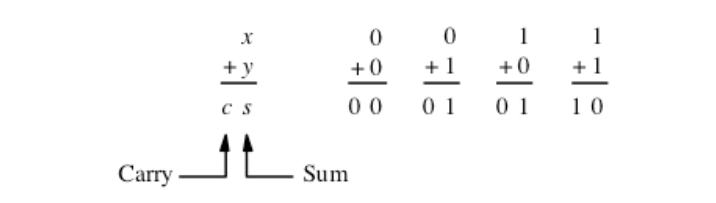 x 0 0 1 1
+ y + 0 + 1 + 0 + 1
c s 0 0 0 1 0 1 1 0
Carry Sum